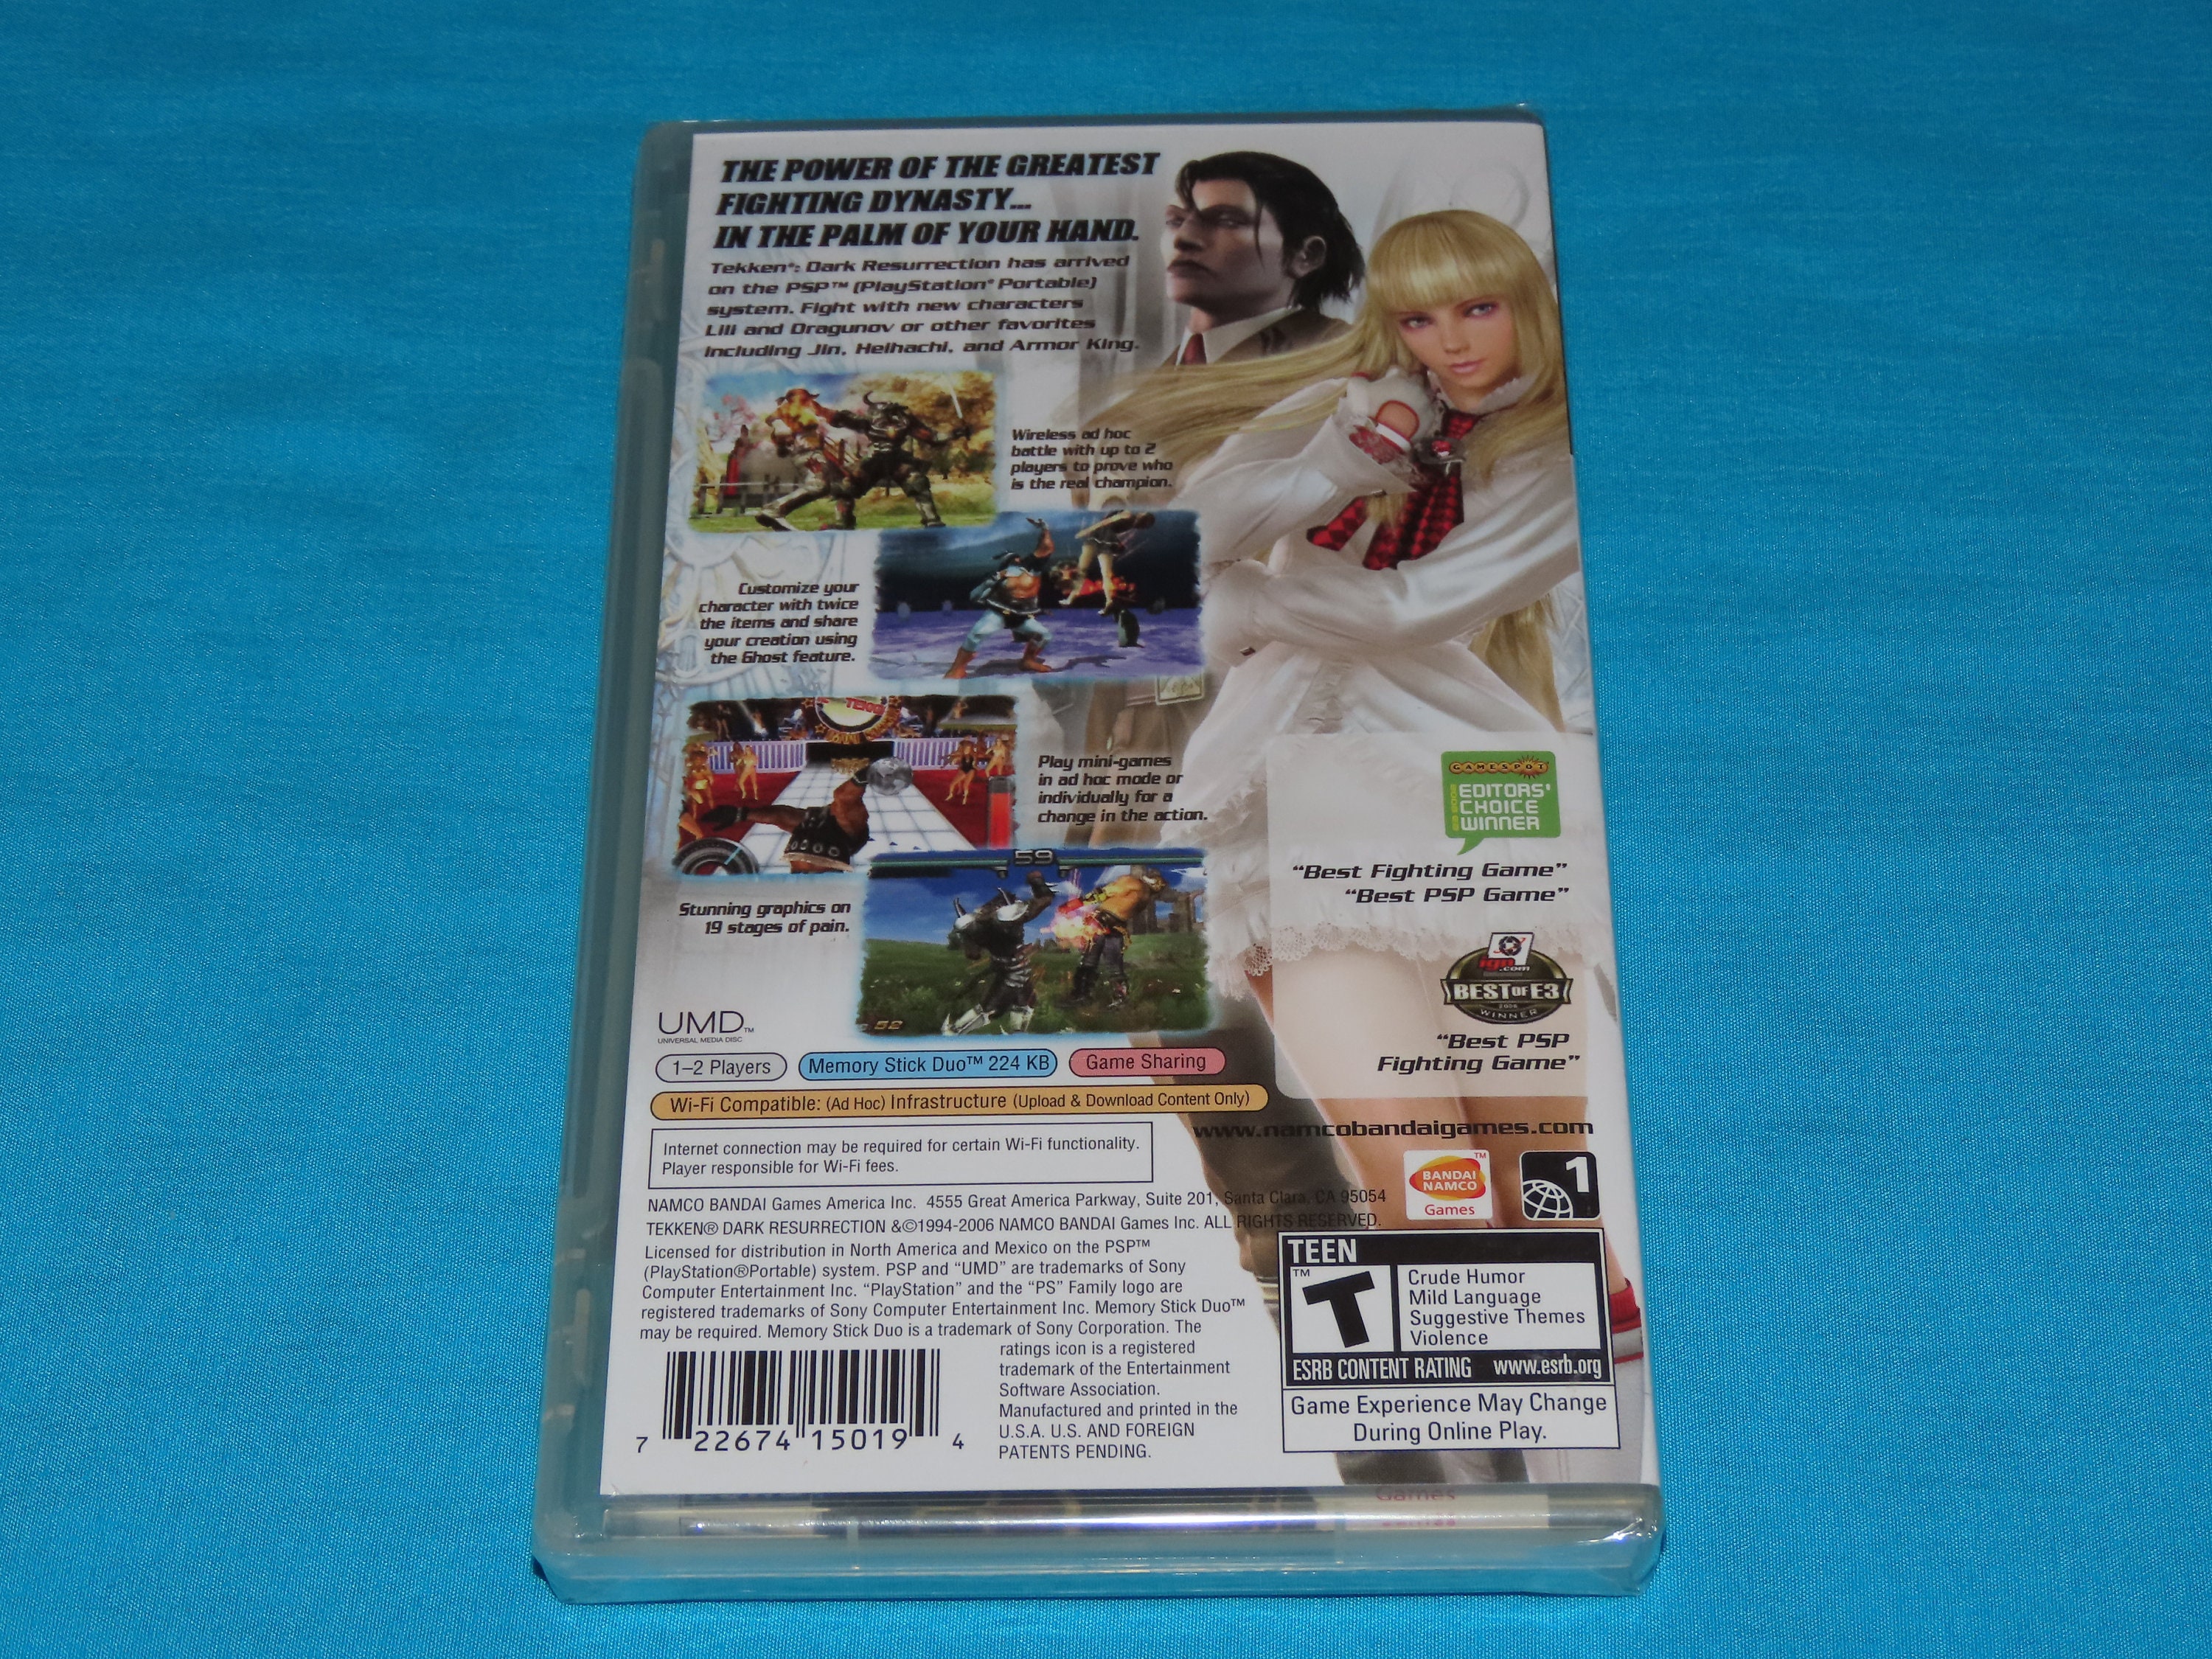 THE POWER OF THE GREATEST
FIGHTING DYNASTY...
IN THE PALM OF YOUR HAND.
Tekken®: Dark Resurrection has arrived
on the PSP™ (PlayStation®Portable)
system. Fight with new characters
Lili and Dragunov or other favorites
including Jin, Heihachi, and Armor King.
Wireless ad hoc
battle with up to 2
players to prove who
is the real champion.
Customize your
character with twice
the items and share
your creation using
the Ghost feature.
Play mini-games
in ad hoc mode or
individually for a
change in the action.
59
Stunning graphics on
19 stages of pain.
52
GAMESPOT
EDITORS'
CHOICE
WINNER
"Best Fighting Game"
"Best PSP Game"
ign.com
BEST OF E3
2006
WINNER
"Best PSP
Fighting Game"
UMD™
UNIVERSAL MEDIA DISC
1–2 Players
Memory Stick Duo™ 224 KB
Game Sharing
Wi-Fi Compatible: (Ad Hoc) Infrastructure (Upload & Download Content Only)
www.namcobandaigames.com
Internet connection may be required for certain Wi-Fi functionality.
Player responsible for Wi-Fi fees.
BANDAI
NAMCO
Games
™
1
NAMCO BANDAI Games America Inc. 4555 Great America Parkway, Suite 201, Santa Clara, CA 95054
TEKKEN® DARK RESURRECTION &©1994-2006 NAMCO BANDAI Games Inc. ALL RIGHTS RESERVED.
Licensed for distribution in North America and Mexico on the PSP™
(PlayStation®Portable) system. PSP and "UMD" are trademarks of Sony
Computer Entertainment Inc. "PlayStation" and the "PS" Family logo are
registered trademarks of Sony Computer Entertainment Inc. Memory Stick Duo™
may be required. Memory Stick Duo is a trademark of Sony Corporation. The
ratings icon is a registered
trademark of the Entertainment
Software Association.
Manufactured and printed in the
U.S.A. U.S. AND FOREIGN
PATENTS PENDING.
7 22674 15019 4
TEEN
T™
Crude Humor
Mild Language
Suggestive Themes
Violence
ESRB CONTENT RATING www.esrb.org
Game Experience May Change
During Online Play.
Games